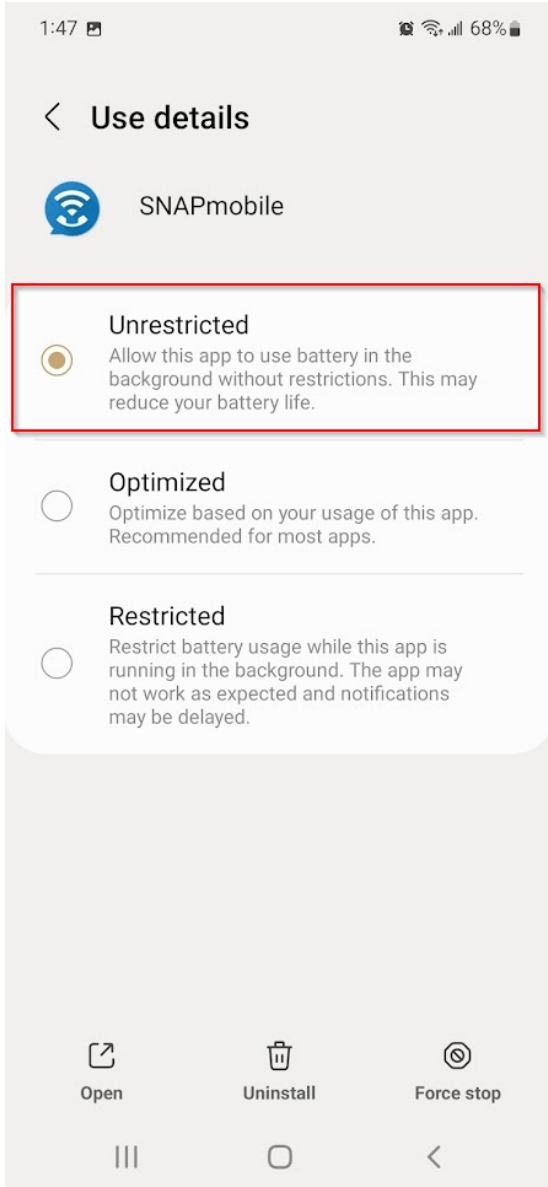 1:47 68%
Use details
SNAPmobile
Unrestricted
Allow this app to use battery in the
background without restrictions. This may
reduce your battery life.
Optimized
Optimize based on your usage of this app.
Recommended for most apps.
Restricted
Restrict battery usage while this app is
running in the background. The app may
not work as expected and notifications
may be delayed.
Open Uninstall Force stop